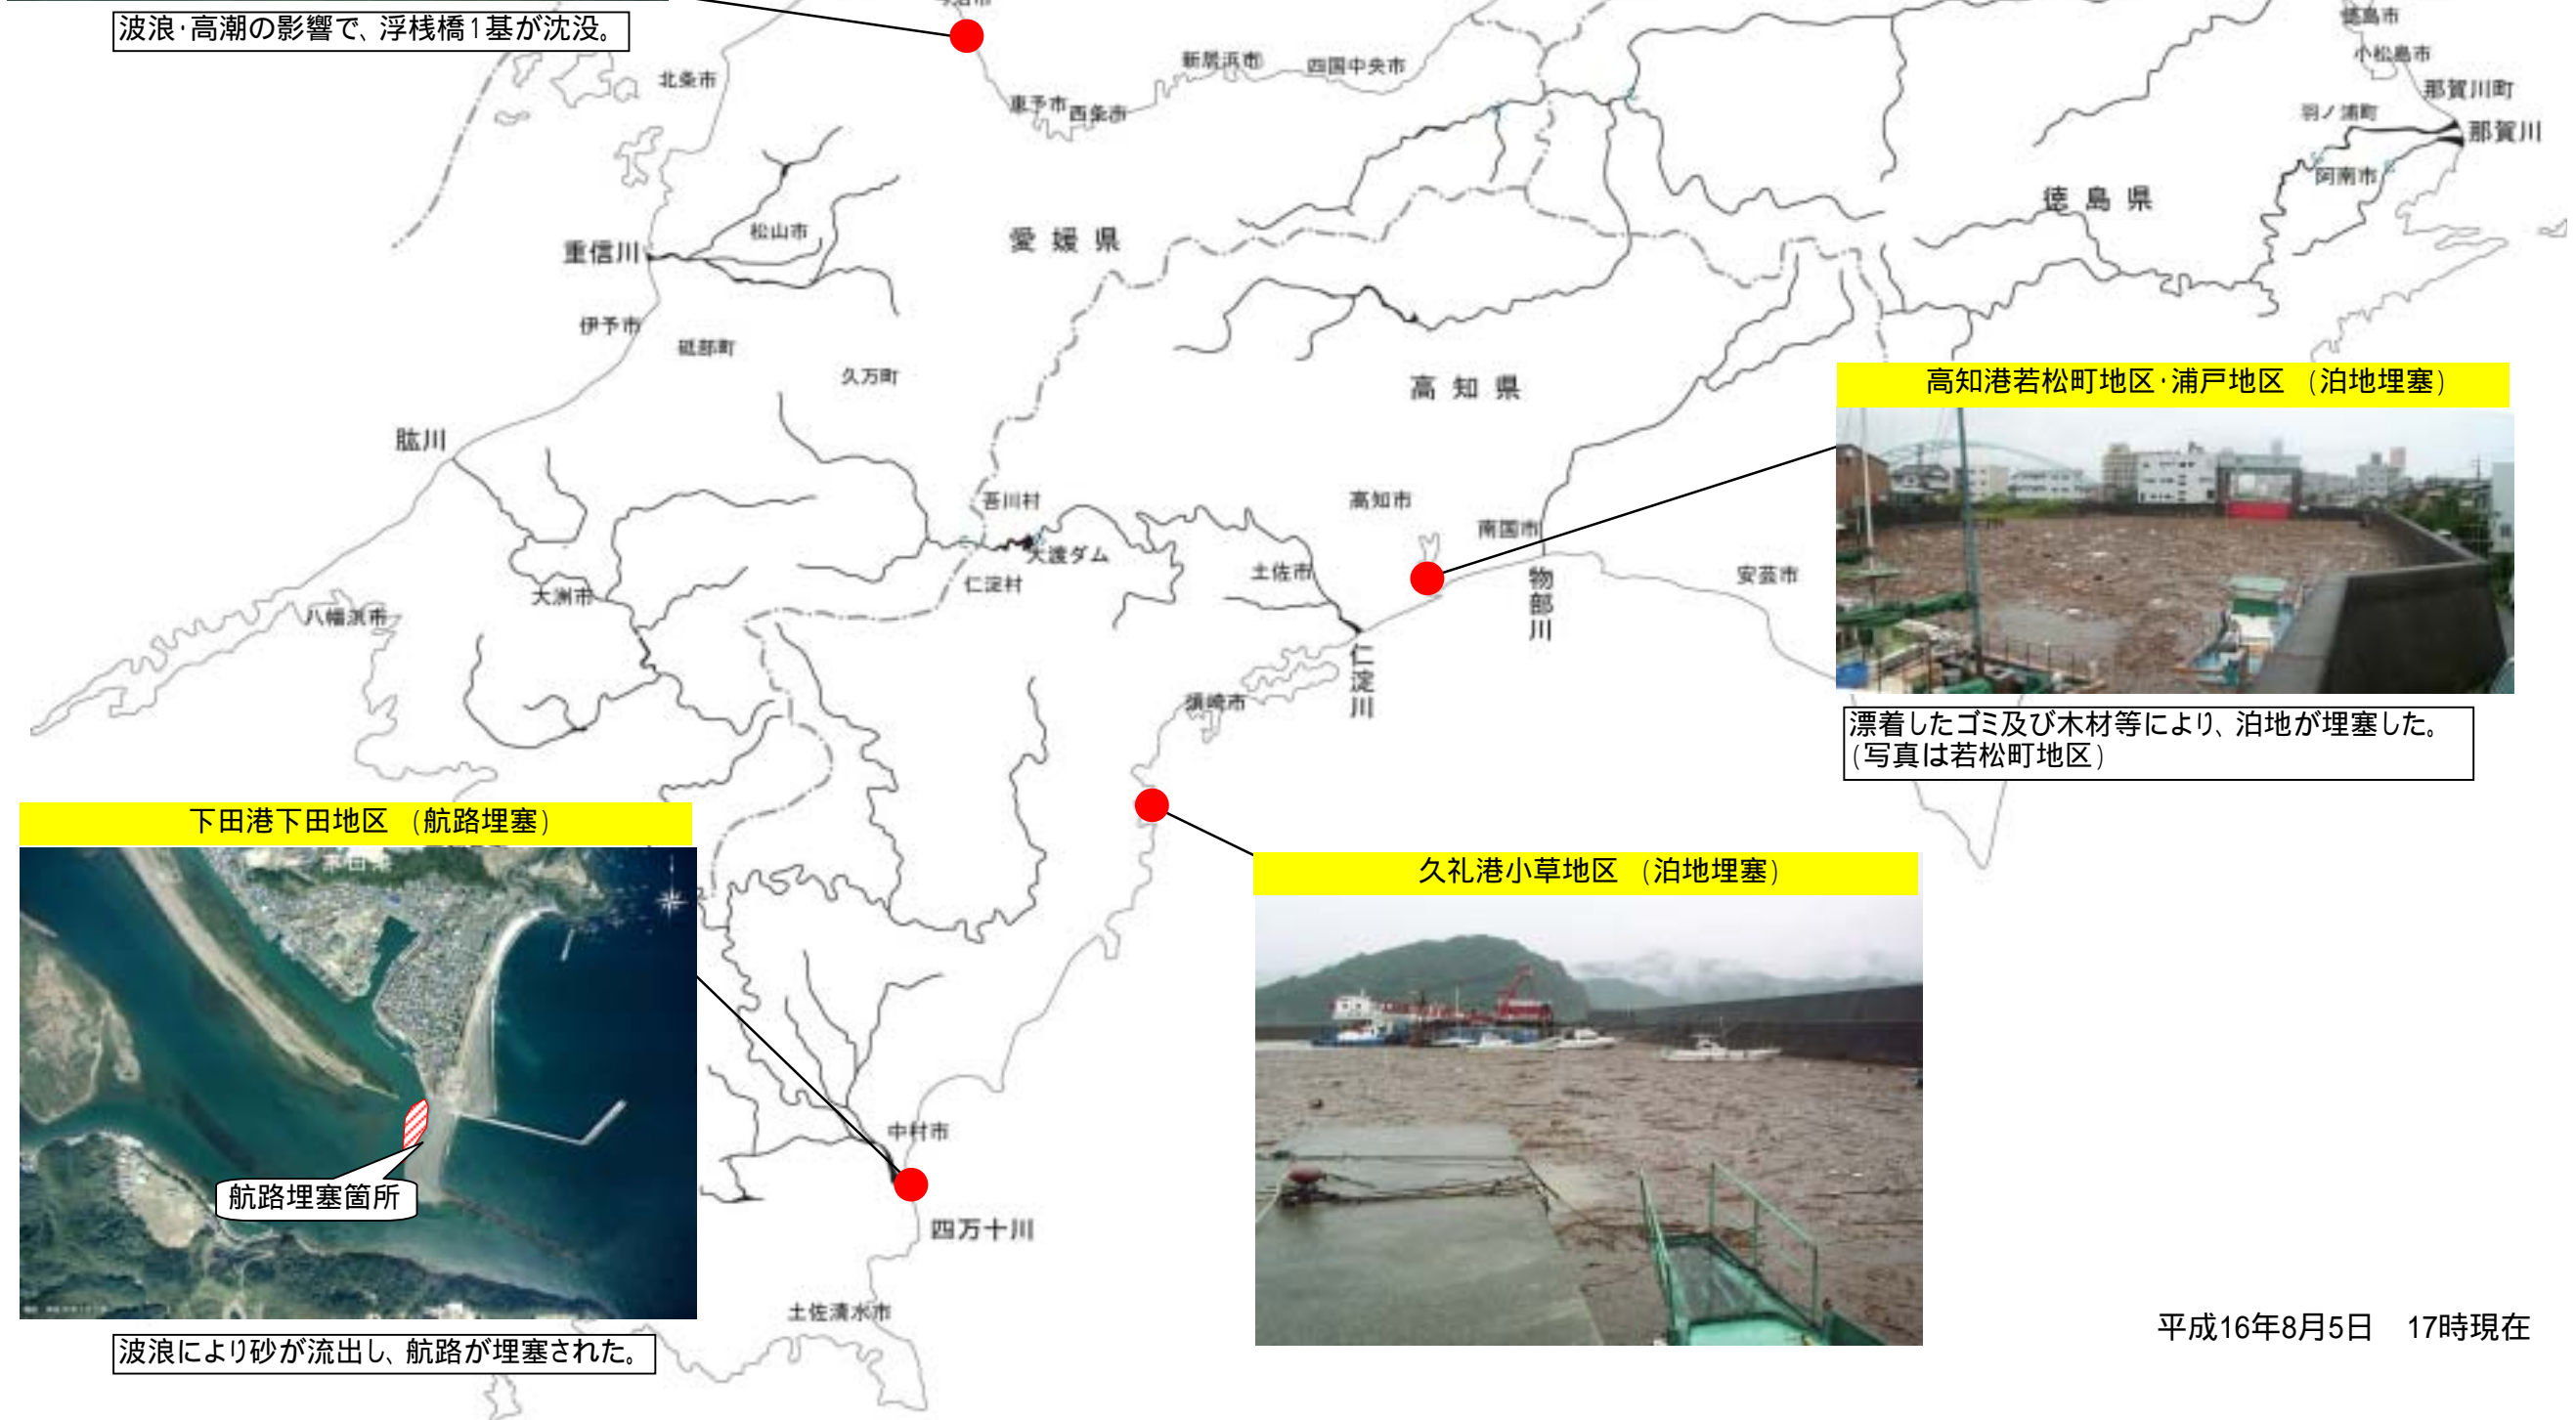 波浪・高潮の影響で、浮桟橋1基が沈没。
徳島市
小松島市
那賀川町
羽ノ浦町
那賀川
阿南市
徳島県
北条市
新居浜市
四国中央市
東予市
西条市
愛媛県
松山市
重信川
伊予市
砥部町
久万町
高知県
肱川
吾川村
大渡ダム
仁淀村
高知市
南国市
土佐市
物部川
安芸市
大洲市
八幡浜市
仁淀川
須崎市
高知港若松町地区・浦戸地区 (泊地埋塞)
漂着したゴミ及び木材等により、泊地が埋塞した。
(写真は若松町地区)
下田港下田地区 (航路埋塞)
航路埋塞箇所
波浪により砂が流出し、航路が埋塞された。
久礼港小草地区 (泊地埋塞)
中村市
四万十川
土佐清水市
平成16年8月5日 17時現在